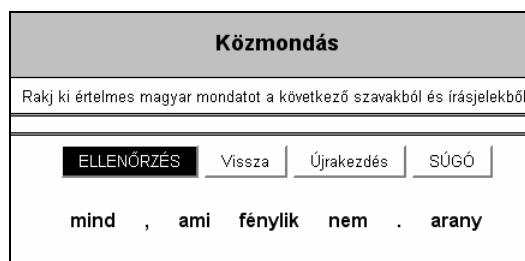 Közmondás
Rakj ki értelmes magyar mondatot a következő szavakból és írásjelekből
ELLENŐRZÉS Vissza Újrakezdés SÚGÓ
mind , ami fénylik nem . arany